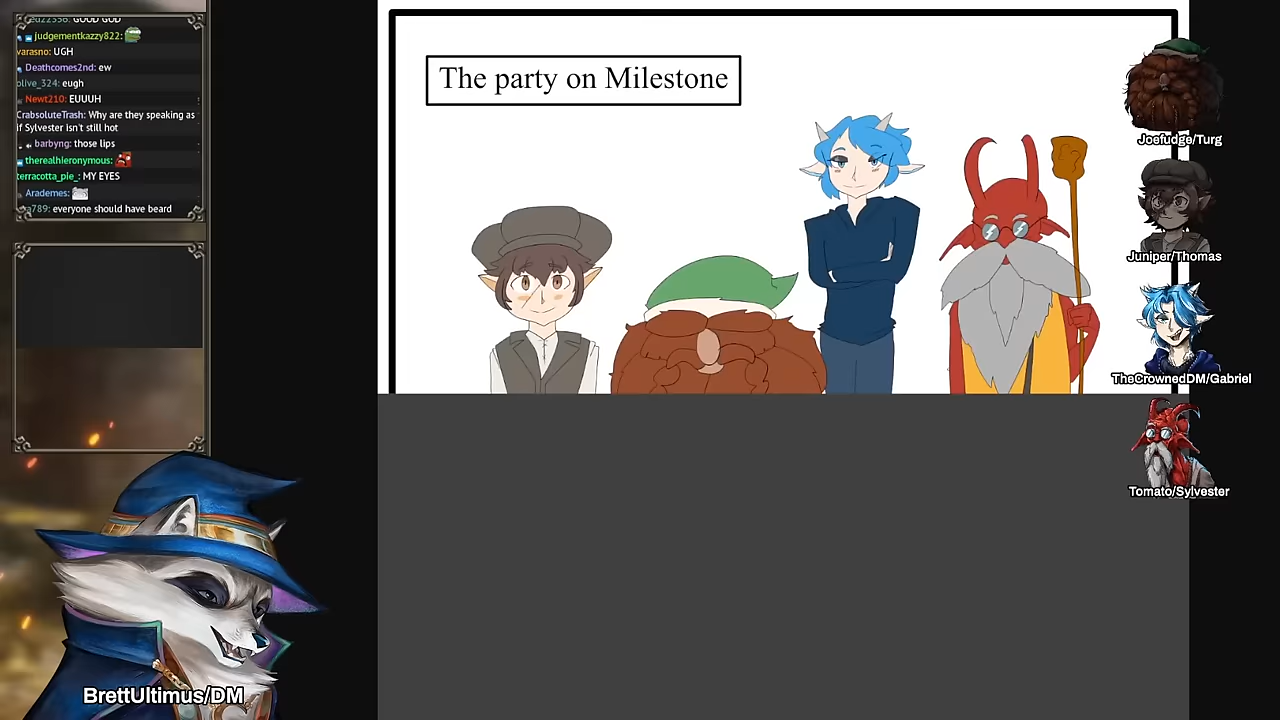 GOOD GOD
judgementkazzy822:
varasno: UGH
Deathcomes2nd: ew
olive_324: eugh
Newt210: EUUUH
CrabsoluteTrash: Why are they speaking as
if Sylvester isn't still hot
barbyng: those lips
therealhieronymous:
terracotta_pie_: MY EYES
Arademes:
a789: everyone should have beard
The party on Milestone
Joefudge/Turg
Juniper/Thomas
TheCrownedDM/Gabriel
Tomato/Sylvester
BrettUltimus/DM